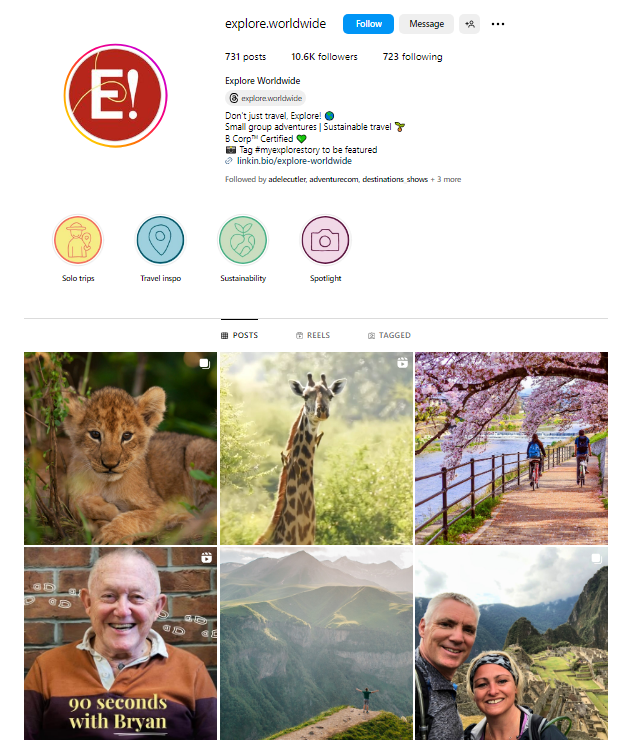 explore.worldwide Follow Message
731 posts 10.6K followers 723 following
E!
Explore Worldwide
explore.worldwide
Don't just travel, Explore!
Small group adventures | Sustainable travel
B Corp™ Certified
Tag #myexplorestory to be featured
linkin.bio/explore-worldwide
Followed by adelecutler, adventurecom, destinations_shows + 3 more
Solo trips Travel inspo Sustainability Spotlight
POSTS REELS TAGGED
90 seconds
with Bryan